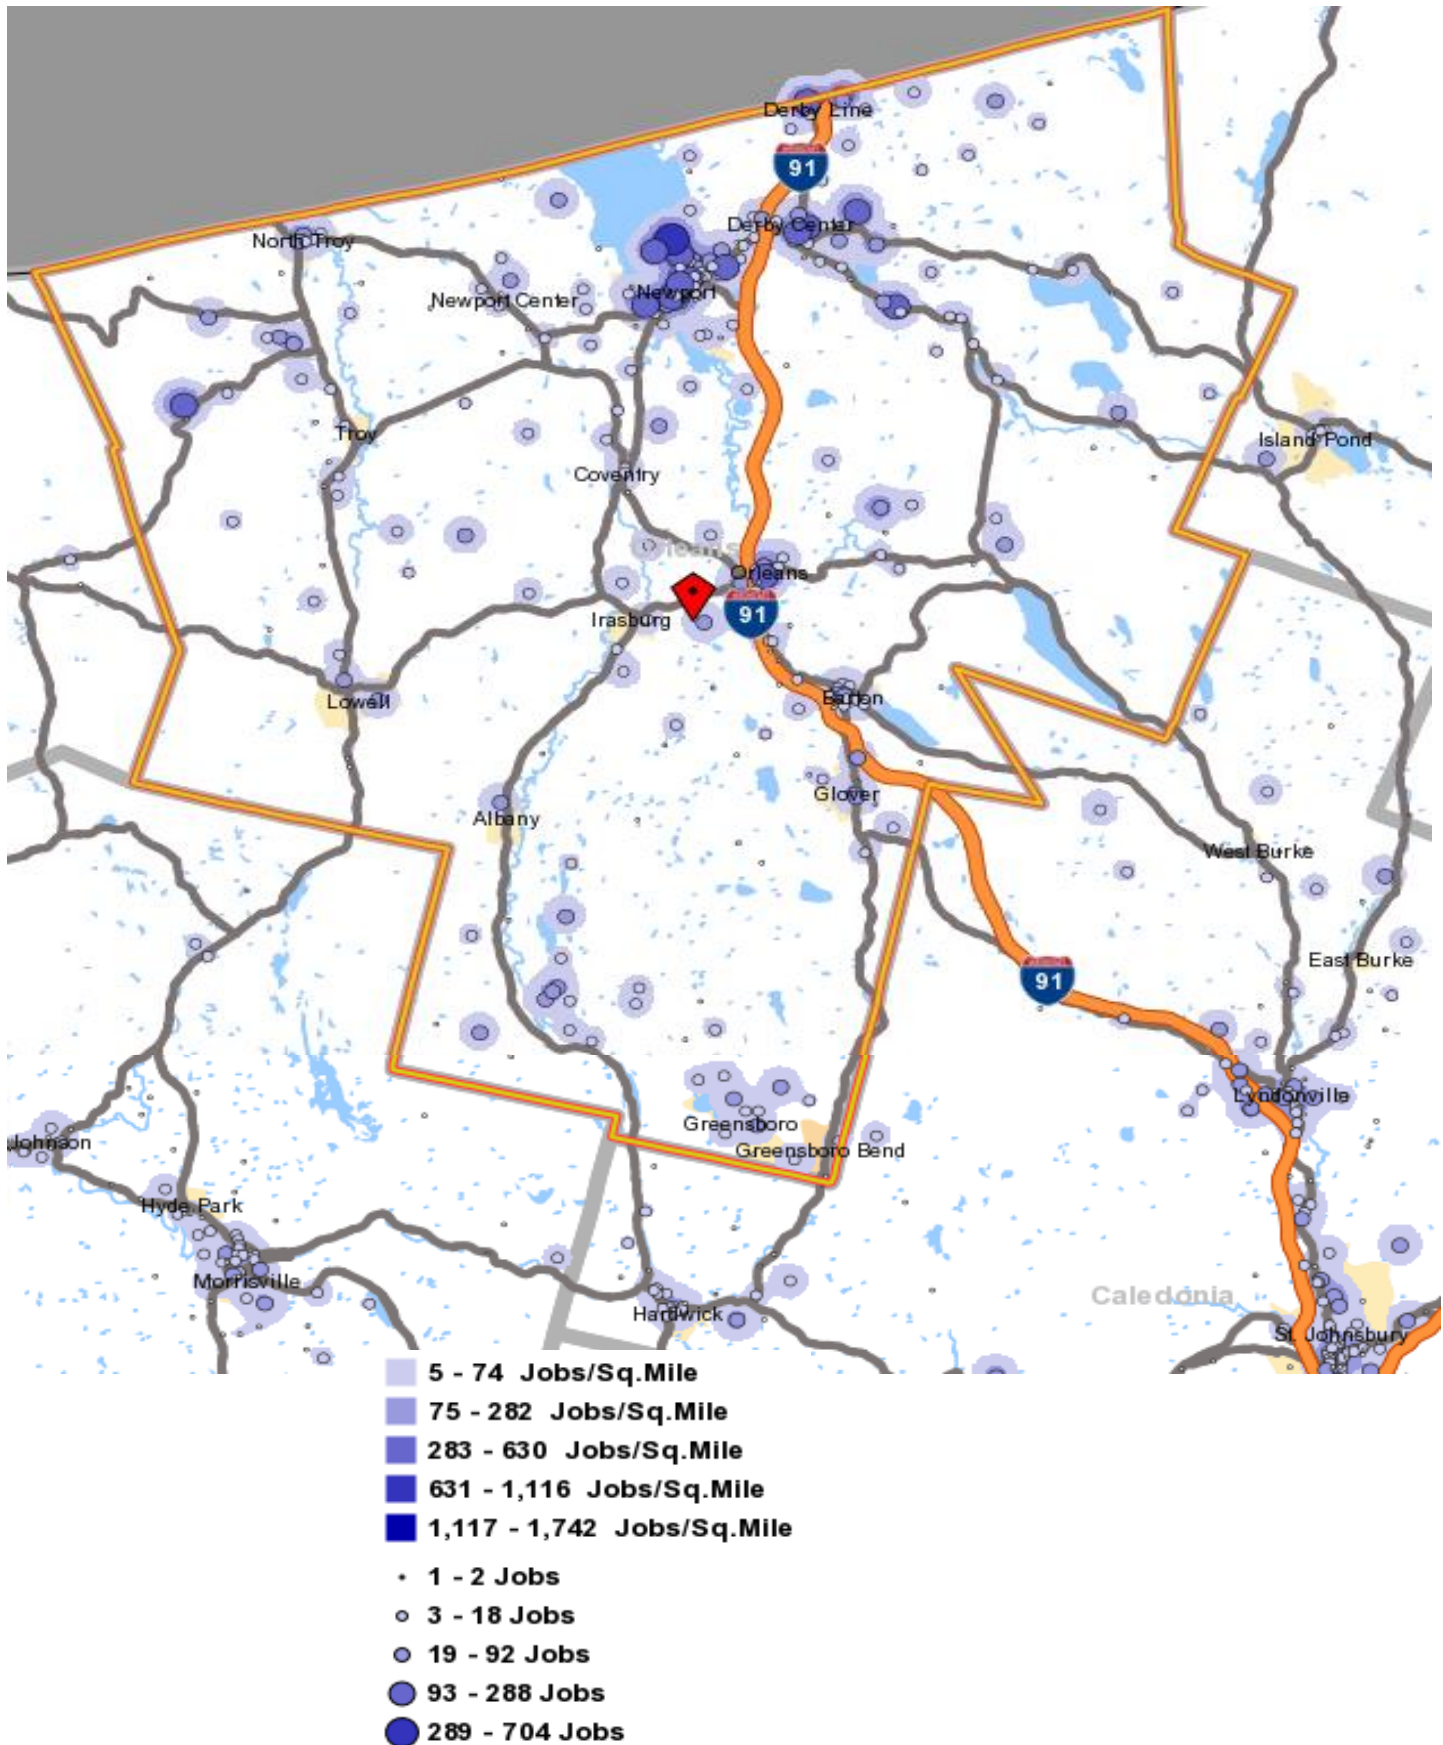 Derby Line
91
Derby Center
North Troy
Newport Center
Newport
Troy
Island Pond
Coventry
Orleans
Orleans
91
Irasburg
Lowell
Barton
Glover
Albany
West Burke
East Burke
91
Lyndonville
Greensboro
Johnson
Greensboro Bend
Hyde Park
Morrisville
Caledonia
Hardwick
St. Johnsbury
5 - 74 Jobs/Sq.Mile
75 - 282 Jobs/Sq.Mile
283 - 630 Jobs/Sq.Mile
631 - 1,116 Jobs/Sq.Mile
1,117 - 1,742 Jobs/Sq.Mile
1 - 2 Jobs
3 - 18 Jobs
19 - 92 Jobs
93 - 288 Jobs
289 - 704 Jobs